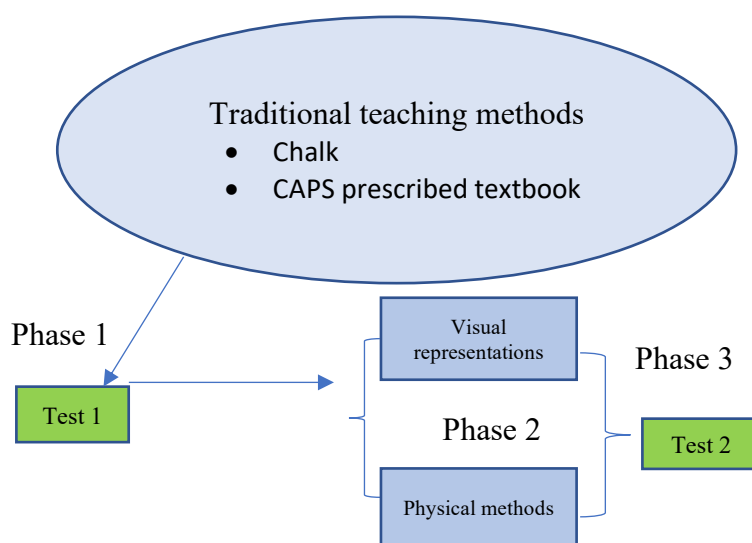 Traditional teaching methods
• Chalk
• CAPS prescribed textbook
Phase 1
Test 1
Visual
representations
Phase 2
Physical methods
Phase 3
Test 2